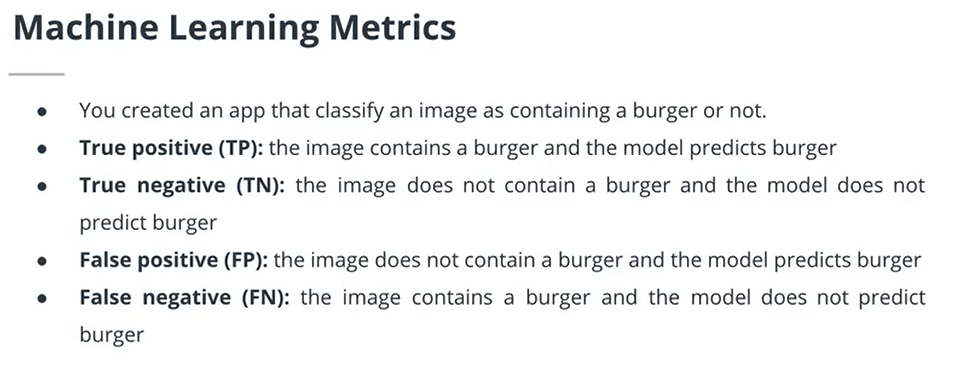 Machine Learning Metrics
● You created an app that classify an image as containing a burger or not.
● True positive (TP): the image contains a burger and the model predicts burger
● True negative (TN): the image does not contain a burger and the model does not
predict burger
● False positive (FP): the image does not contain a burger and the model predicts burger
● False negative (FN): the image contains a burger and the model does not predict
burger